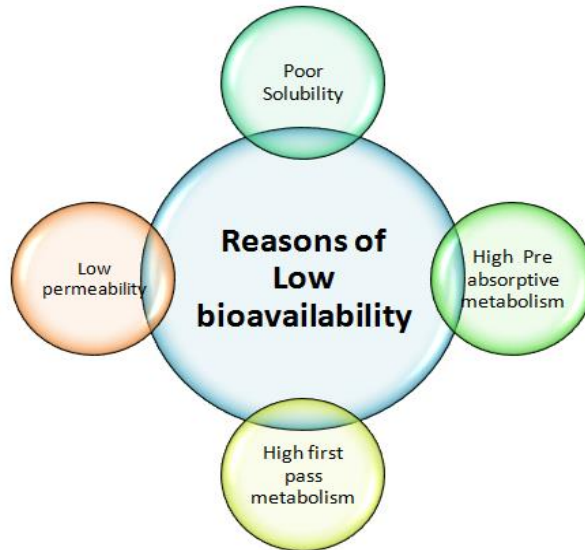 Poor
Solubility
Reasons of
Low
bioavailability
High Pre
absorptive
metabolism
High first
pass
metabolism
Low
permeability